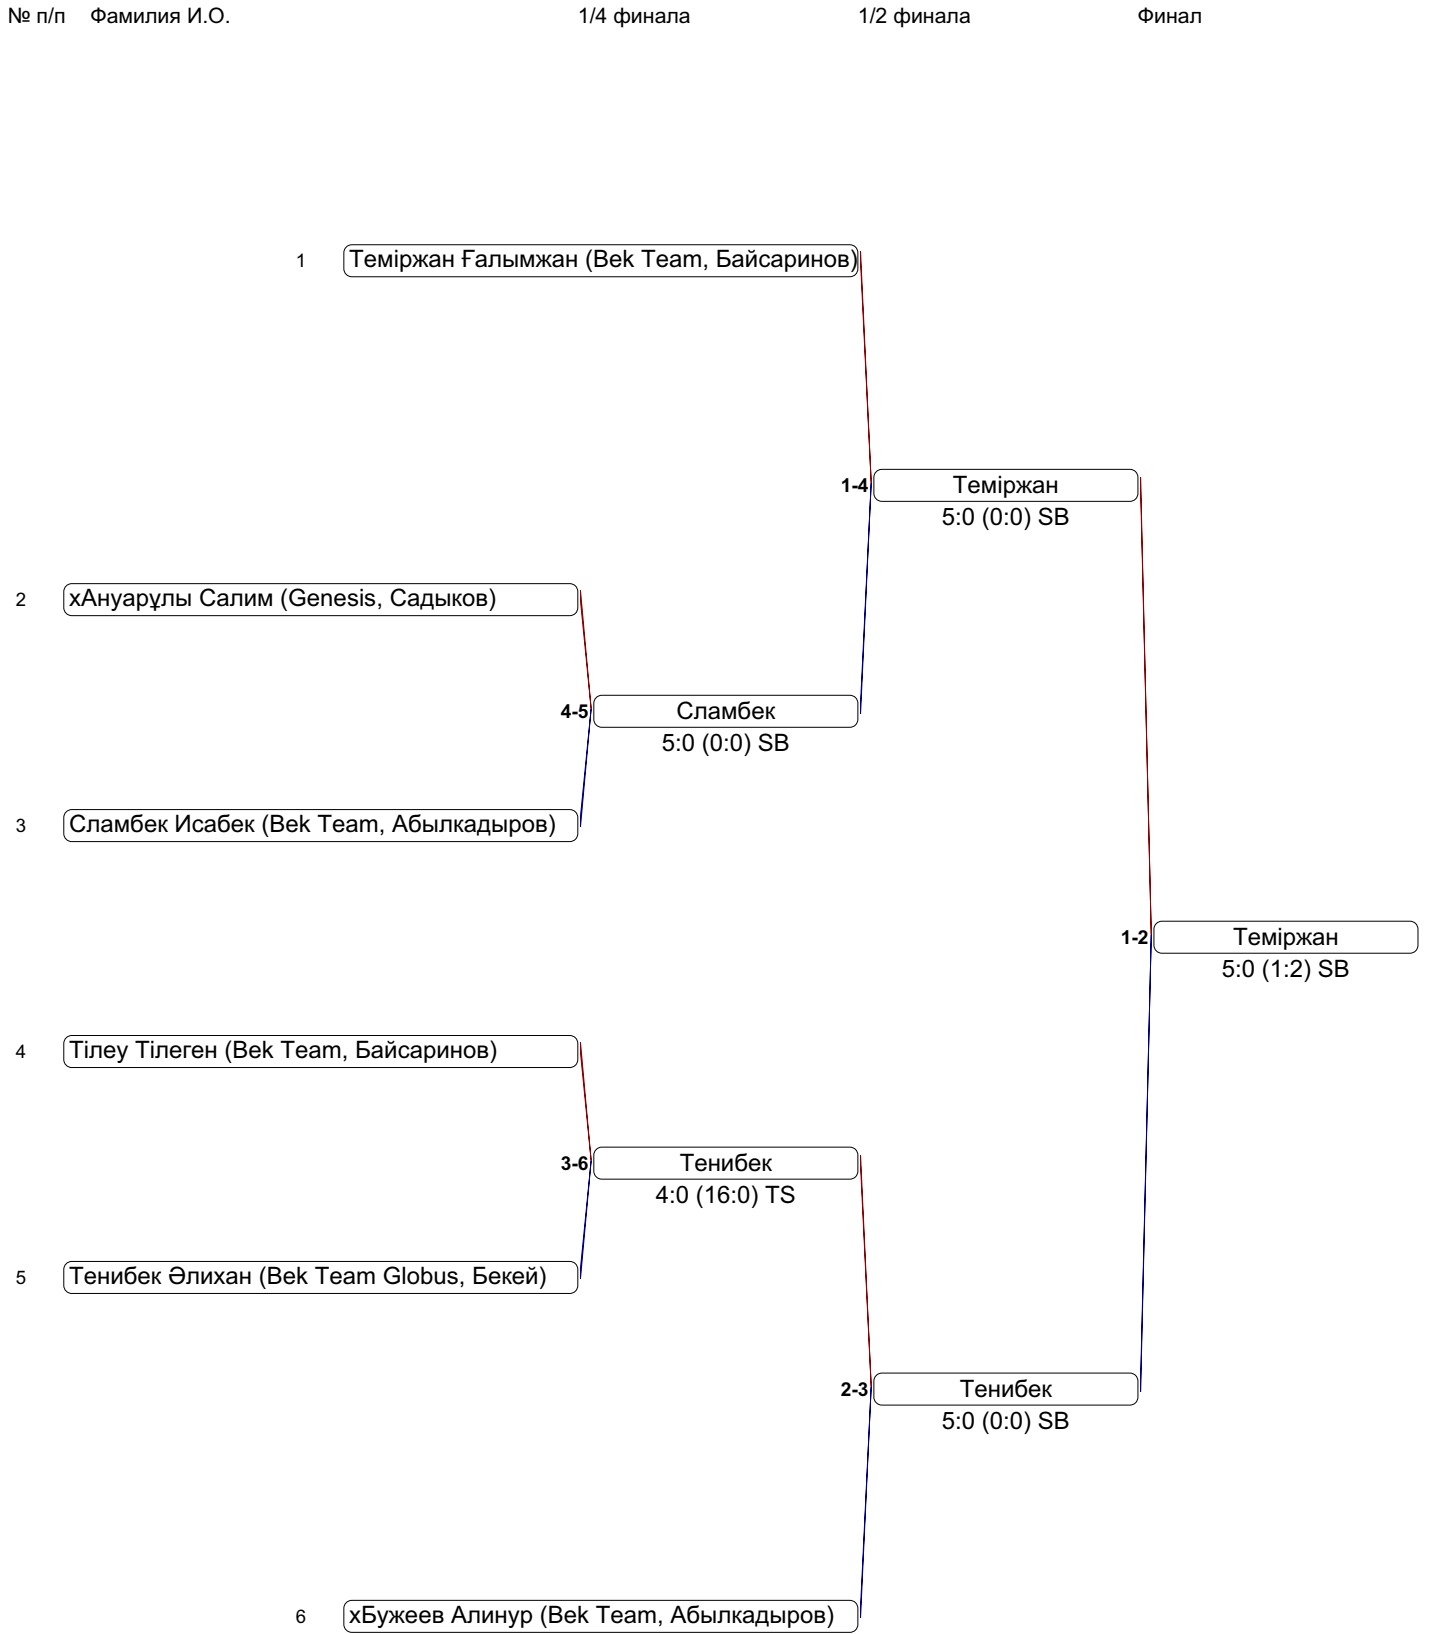 № п/п Фамилия И.О. 1/4 финала 1/2 финала Финал
1 Теміржан Ғалымжан (Bek Team, Байсаринов)
1-4 Теміржан
5:0 (0:0) SB
2 хАнуарұлы Салим (Genesis, Садыков)
4-5 Сламбек
5:0 (0:0) SB
3 Сламбек Исабек (Bek Team, Абылкадыров)
1-2 Теміржан
5:0 (1:2) SB
4 Тілеу Тілеген (Bek Team, Байсаринов)
3-6 Тенибек
4:0 (16:0) TS
5 Тенибек Әлихан (Bek Team Globus, Бекей)
2-3 Тенибек
5:0 (0:0) SB
6 хБужеев Алинур (Bek Team, Абылкадыров)